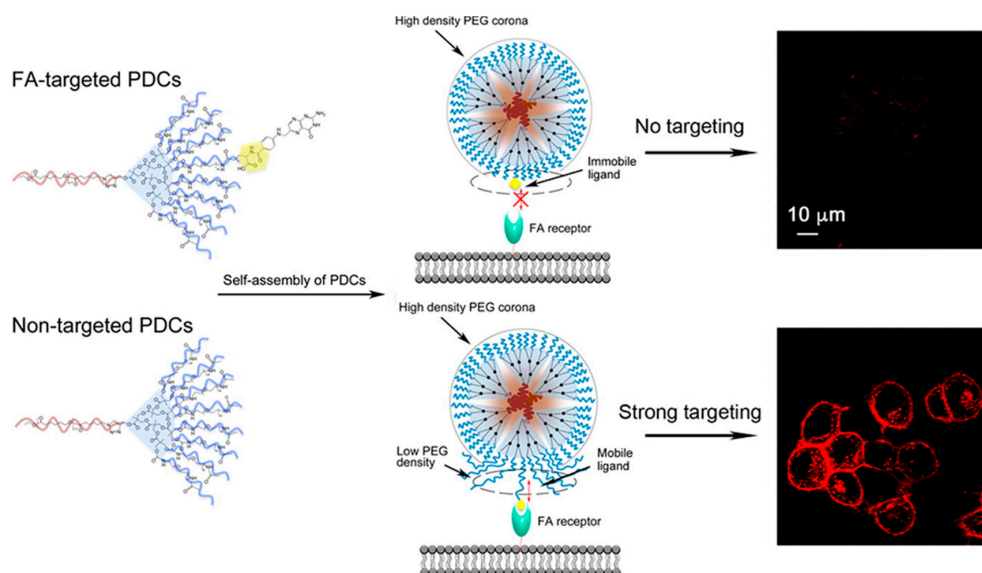 High density PEG corona
FA-targeted PDCs
No targeting
Immobile
ligand
10 μm
FA receptor
Self-assembly of PDCs
High density PEG corona
Non-targeted PDCs
Strong targeting
Low PEG
density
Mobile
ligand
FA receptor